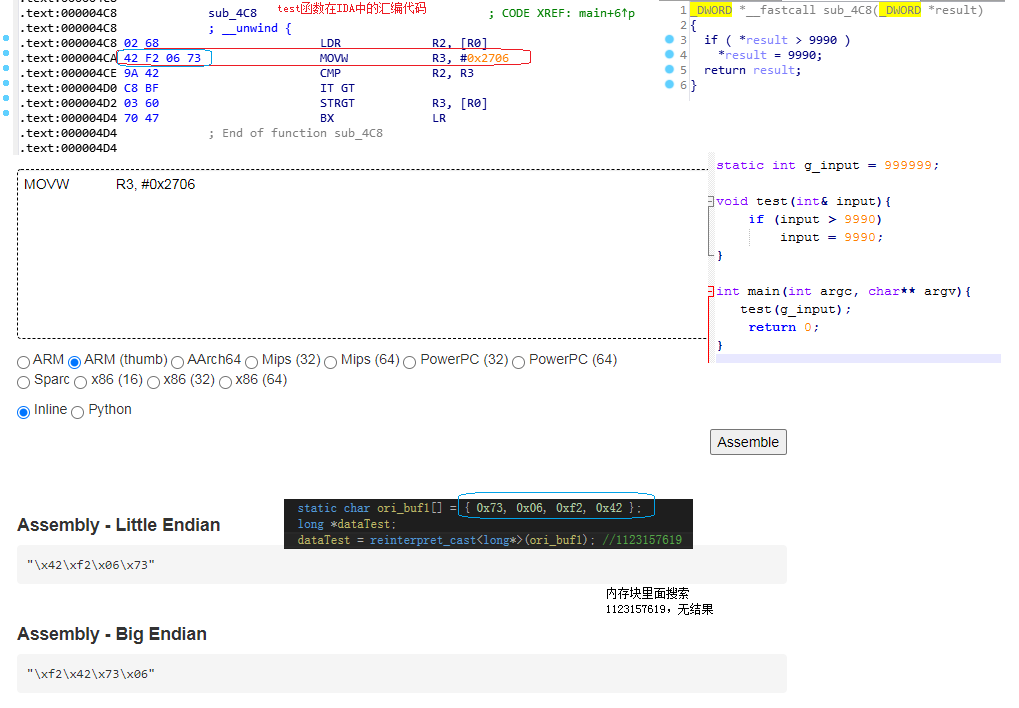 .text:000004C8
.text:000004C8 sub_4C8 ; CODE XREF: main+6↑p
test函数在IDA中的汇编代码
.text:000004C8 ; __unwind {
.text:000004C8 02 68 LDR R2, [R0]
.text:000004CA 42 F2 06 73 MOVW R3, #0x2706
.text:000004CE 9A 42 CMP R2, R3
.text:000004D0 C8 BF IT GT
.text:000004D2 03 60 STRGT R3, [R0]
.text:000004D4 70 47 BX LR
.text:000004D4 ; End of function sub_4C8
.text:000004D4
1 _DWORD *__fastcall sub_4C8(_DWORD *result)
2 {
3 if ( *result > 9990 )
4 *result = 9990;
5 return result;
6 }
MOVW R3, #0x2706
static int g_input = 999999;
void test(int& input){
if (input > 9990)
input = 9990;
}
int main(int argc, char** argv){
test(g_input);
return 0;
}
ARM ARM (thumb) AArch64 Mips (32) Mips (64) PowerPC (32) PowerPC (64)
Sparc x86 (16) x86 (32) x86 (64)
Inline Python
Assemble
static char ori_buf1[] = { 0x73, 0x06, 0xf2, 0x42 };
long *dataTest;
dataTest = reinterpret_cast<long*>(ori_buf1); //1123157619
Assembly - Little Endian
"\x42\xf2\x06\x73"
内存块里面搜索
1123157619，无结果
Assembly - Big Endian
"\xf2\x42\x73\x06"